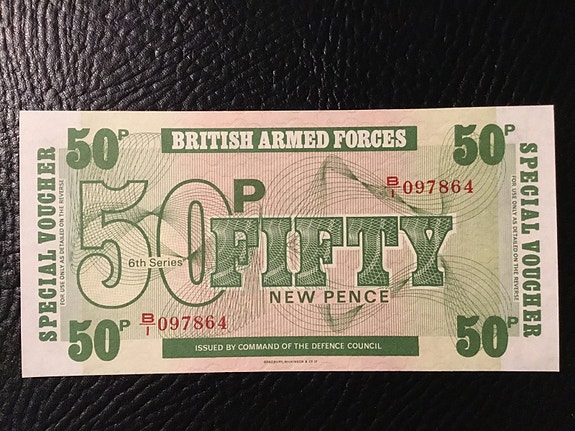 50P
BRITISH ARMED FORCES
50P
SPECIAL VOUCHER
FOR USE ONLY AS DETAILED ON THE REVERSE
50P
B/1 097864
6th Series
FIFTY
NEW PENCE
B/1 097864
FOR USE ONLY AS DETAILED ON THE REVERSE
SPECIAL VOUCHER
50P
ISSUED BY COMMAND OF THE DEFENCE COUNCIL
50P